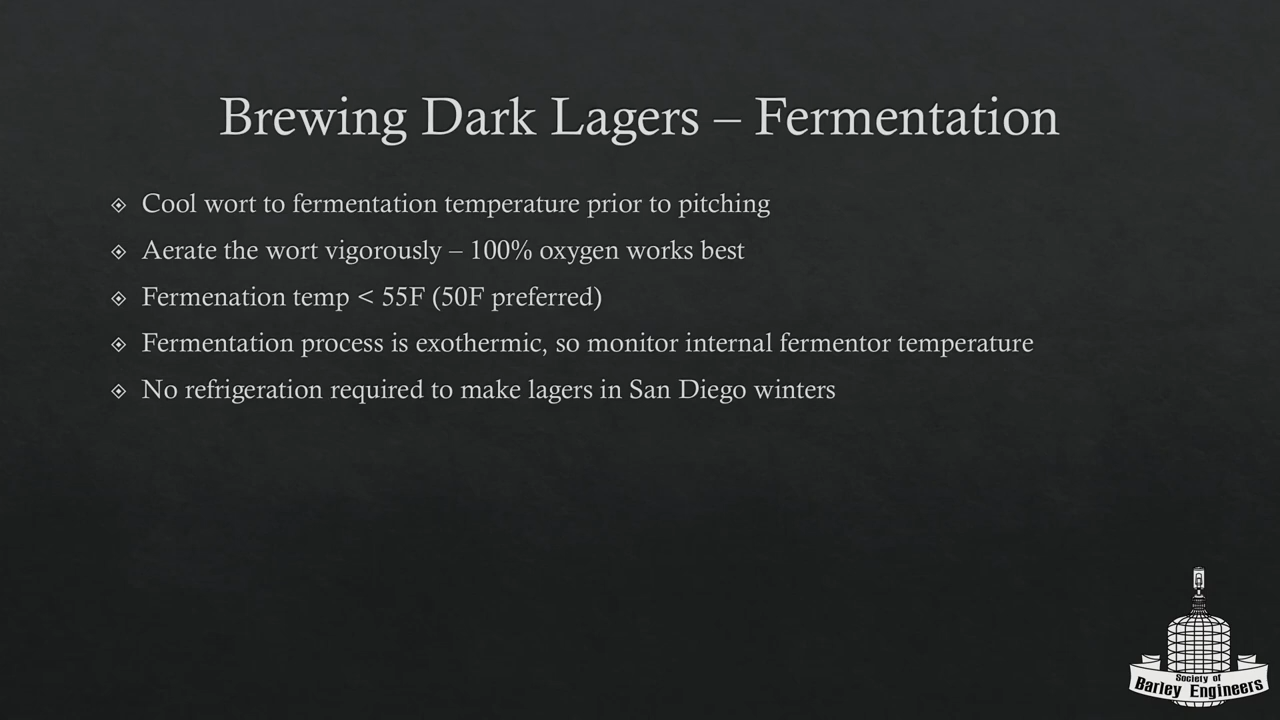 Brewing Dark Lagers – Fermentation
Cool wort to fermentation temperature prior to pitching
Aerate the wort vigorously – 100% oxygen works best
Fermenation temp < 55F (50F preferred)
Fermentation process is exothermic, so monitor internal fermentor temperature
No refrigeration required to make lagers in San Diego winters
Society of
Barley Engineers